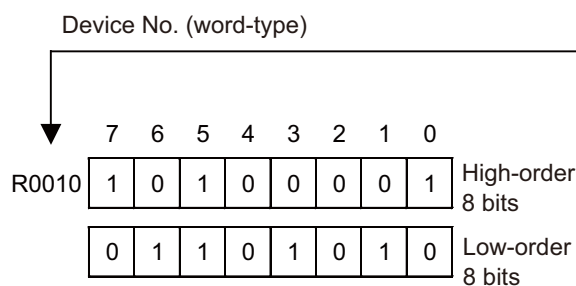 Device No. (word-type)
7 6 5 4 3 2 1 0
R0010 1 0 1 0 0 0 0 1 High-order
8 bits
0 1 1 0 1 0 1 0 Low-order
8 bits